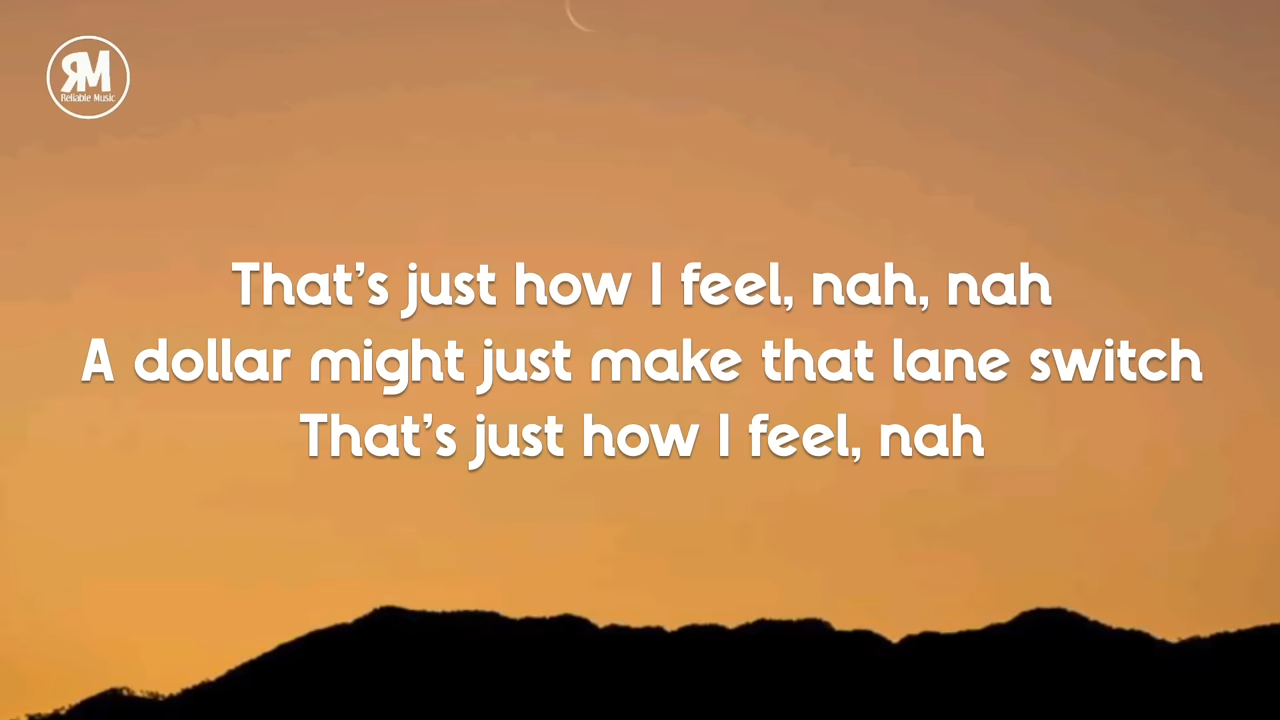 RM
Reliable Music
That's just how I feel, nah, nah
A dollar might just make that lane switch
That's just how I feel, nah